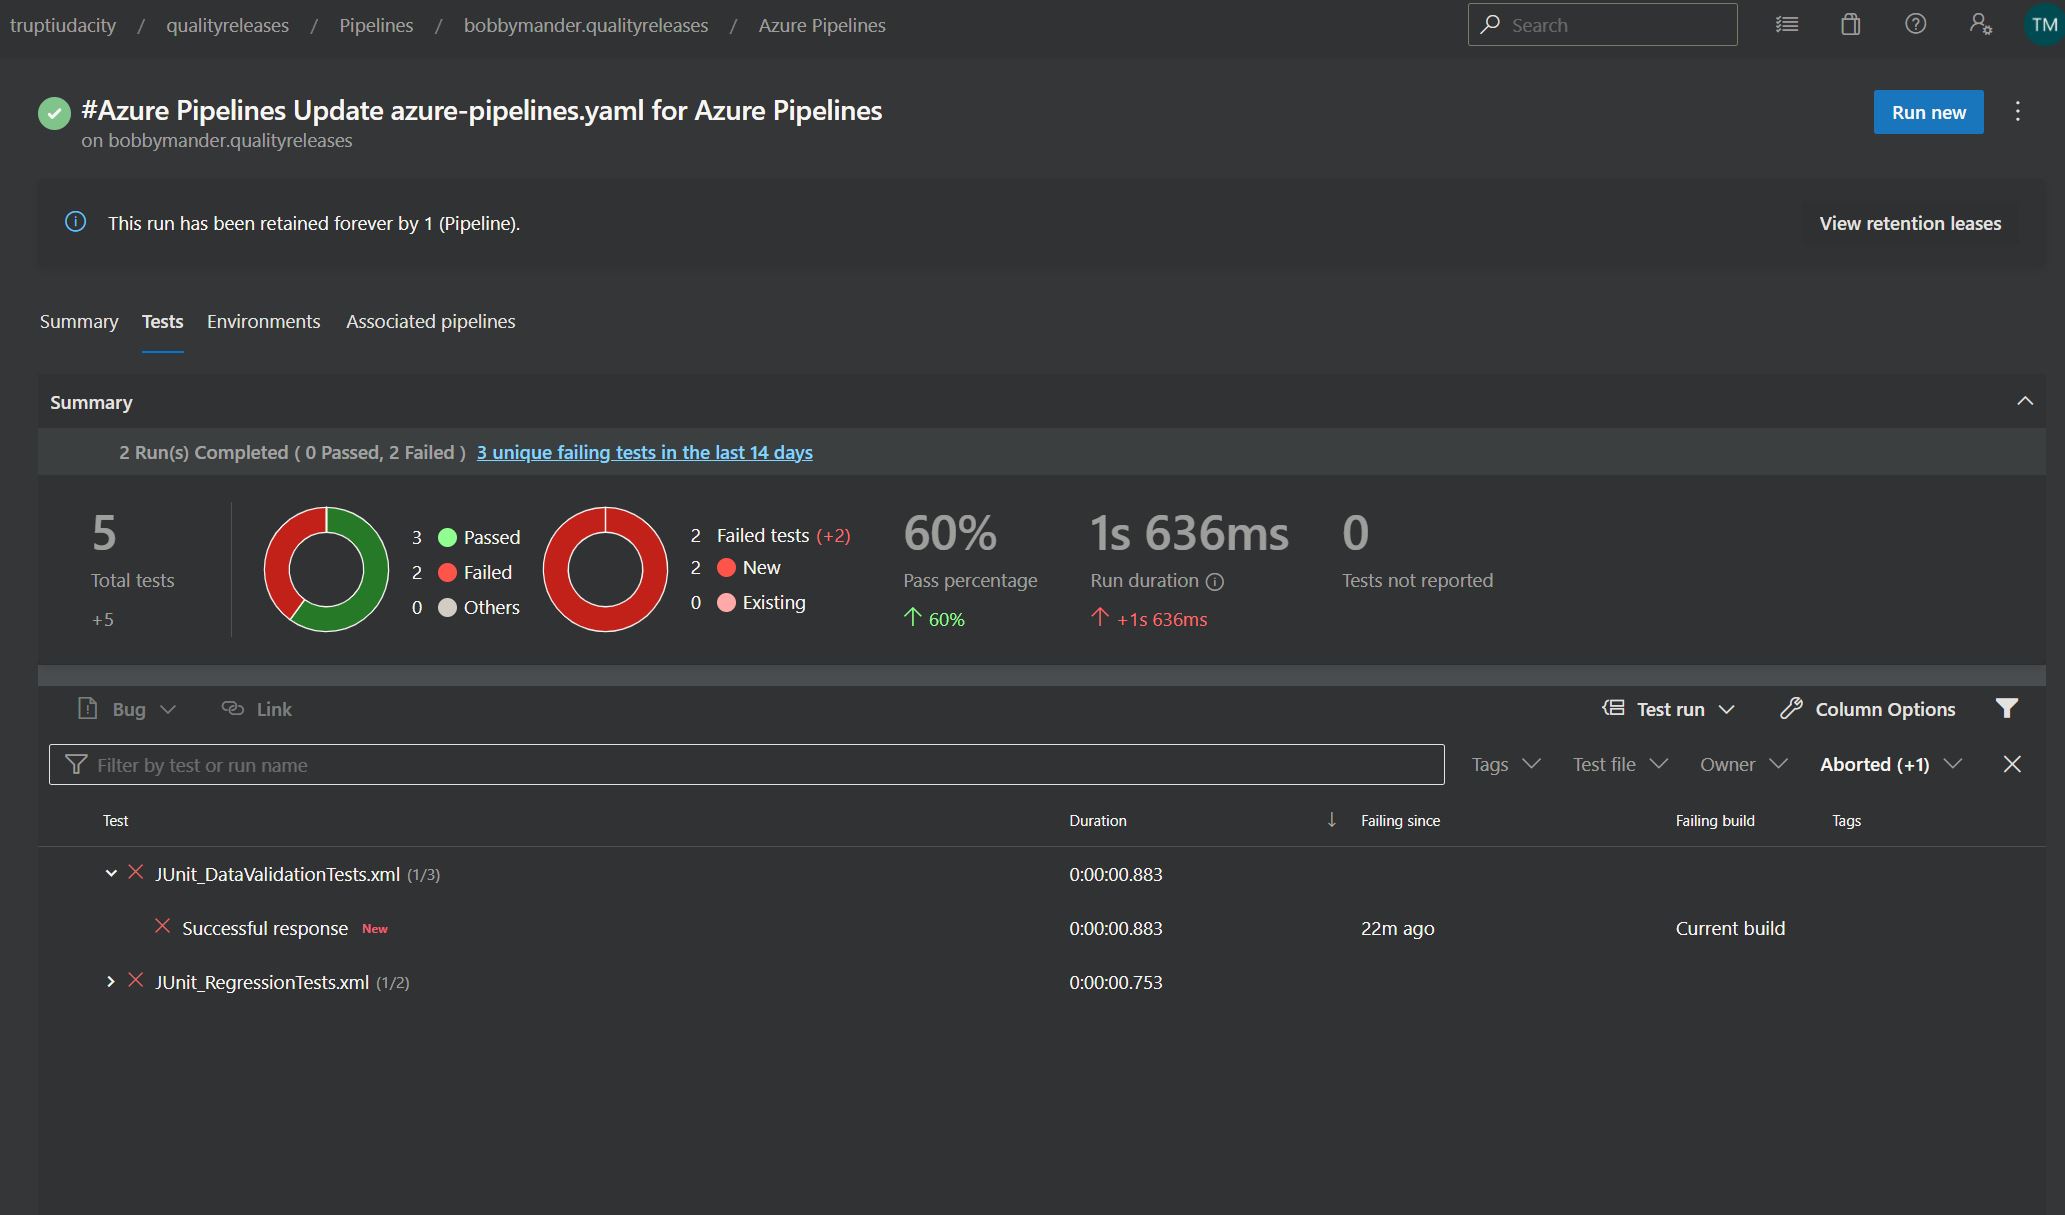 truptiudacity / qualityreleases / Pipelines / bobbymander.qualityreleases / Azure Pipelines
Search
TM
#Azure Pipelines Update azure-pipelines.yaml for Azure Pipelines
on bobbymander.qualityreleases
Run new
This run has been retained forever by 1 (Pipeline).
View retention leases
Summary Tests Environments Associated pipelines
Summary
2 Run(s) Completed ( 0 Passed, 2 Failed ) 3 unique failing tests in the last 14 days
5
Total tests
+5
3 Passed
2 Failed
0 Others
2 Failed tests (+2)
2 New
0 Existing
60%
Pass percentage
60%
1s 636ms
Run duration
+1s 636ms
0
Tests not reported
Bug Link Test run Column Options
Filter by test or run name Tags Test file Owner Aborted (+1)
Test Duration Failing since Failing build Tags
JUnit_DataValidationTests.xml (1/3) 0:00:00.883
Successful response New 0:00:00.883 22m ago Current build
JUnit_RegressionTests.xml (1/2) 0:00:00.753